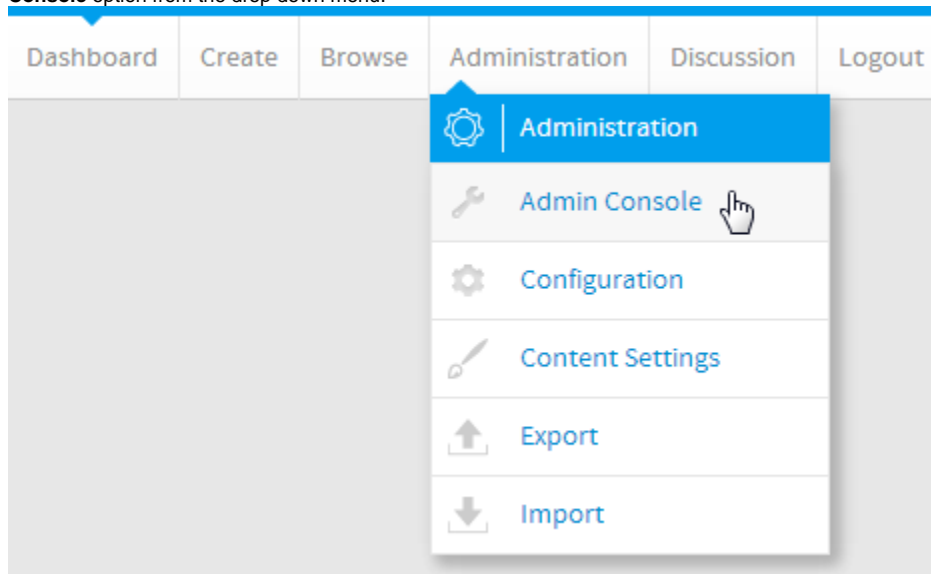 Console option from the drop down menu.
Dashboard Create Browse Administration Discussion Logout
Administration
Admin Console
Configuration
Content Settings
Export
Import